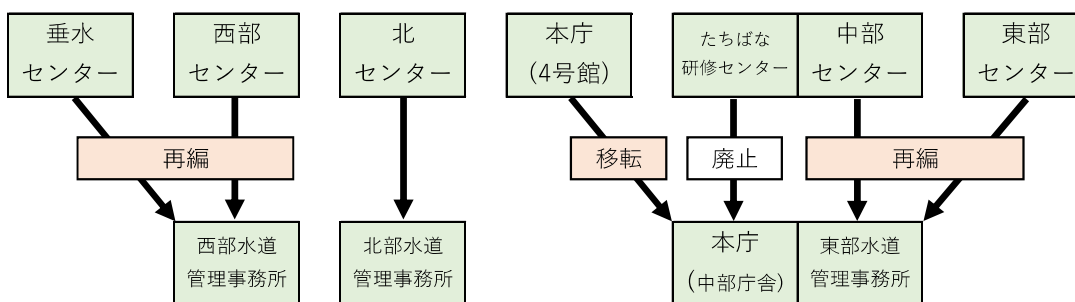 垂水
センター
西部
センター
北
センター
本庁
(4号館)
たちばな
研修センター
中部
センター
東部
センター
再編
移転
廃止
再編
西部水道
管理事務所
北部水道
管理事務所
本庁
(中部庁舎)
東部水道
管理事務所